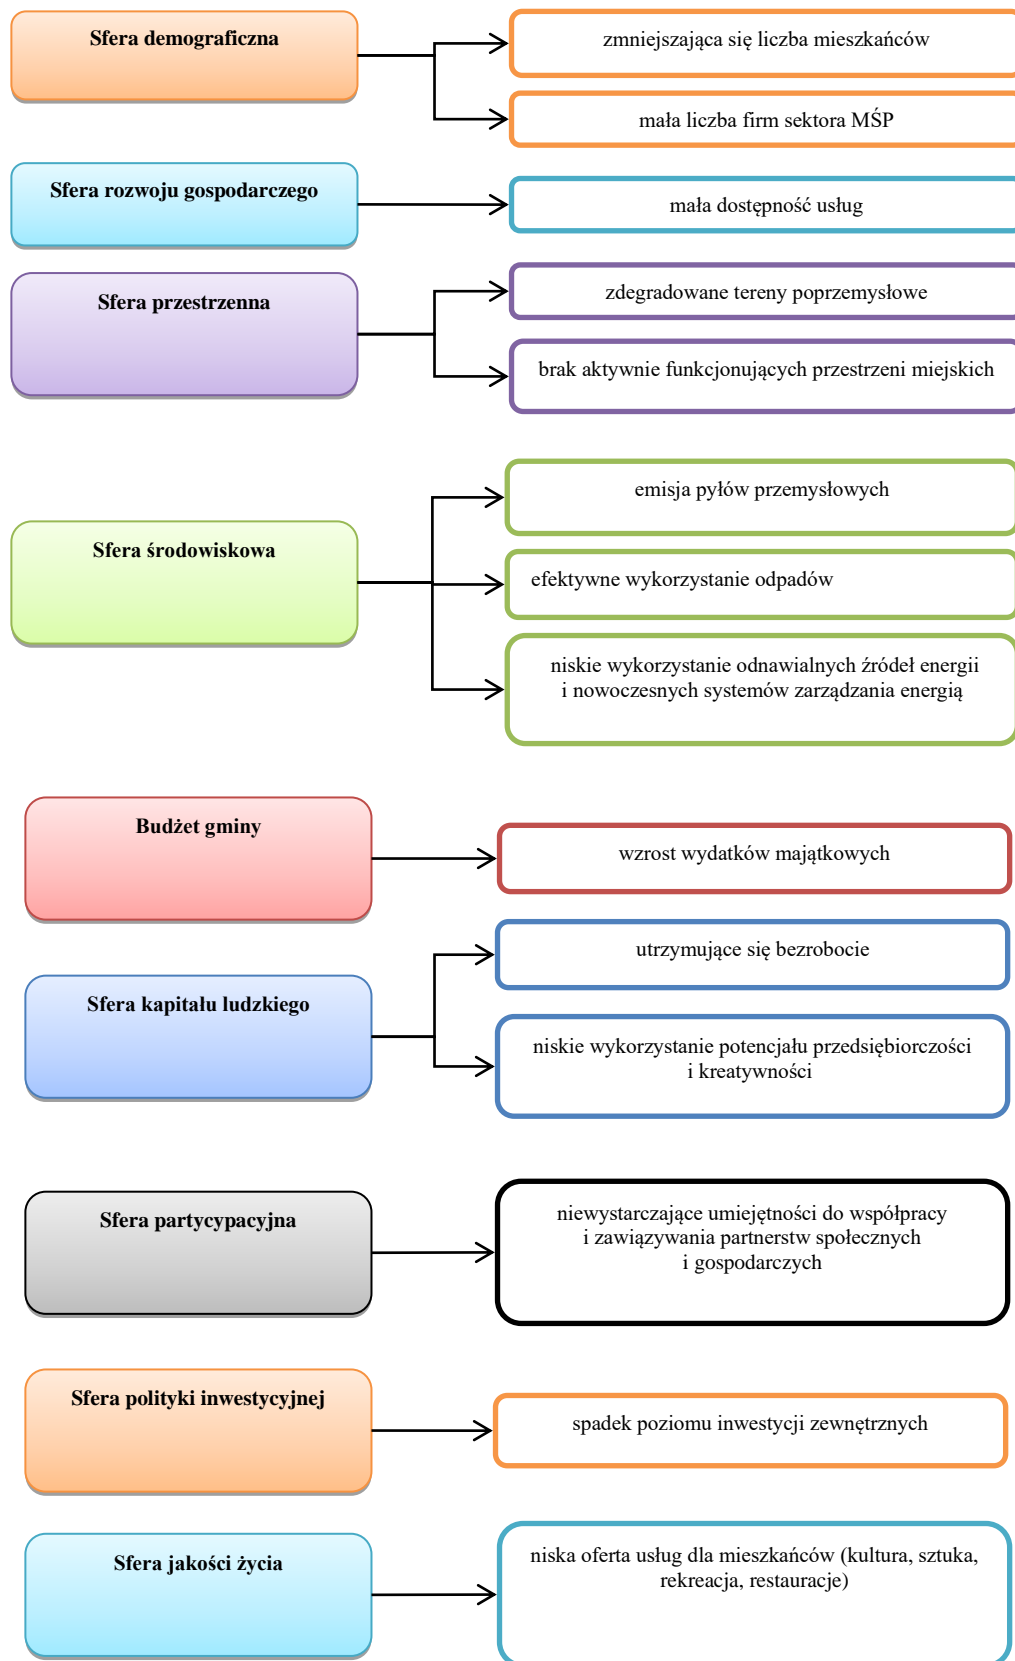 Sfera demograficzna
zmniejszająca się liczba mieszkańców
mała liczba firm sektora MŚP
Sfera rozwoju gospodarczego
mała dostępność usług
Sfera przestrzenna
zdegradowane tereny poprzemysłowe
brak aktywnie funkcjonujących przestrzeni miejskich
Sfera środowiskowa
emisja pyłów przemysłowych
efektywne wykorzystanie odpadów
niskie wykorzystanie odnawialnych źródeł energii
i nowoczesnych systemów zarządzania energią
Budżet gminy
wzrost wydatków majątkowych
Sfera kapitału ludzkiego
utrzymujące się bezrobocie
niskie wykorzystanie potencjału przedsiębiorczości
i kreatywności
Sfera partycypacyjna
niewystarczające umiejętności do współpracy
i zawiązywania partnerstw społecznych
i gospodarczych
Sfera polityki inwestycyjnej
spadek poziomu inwestycji zewnętrznych
Sfera jakości życia
niska oferta usług dla mieszkańców (kultura, sztuka,
rekreacja, restauracje)